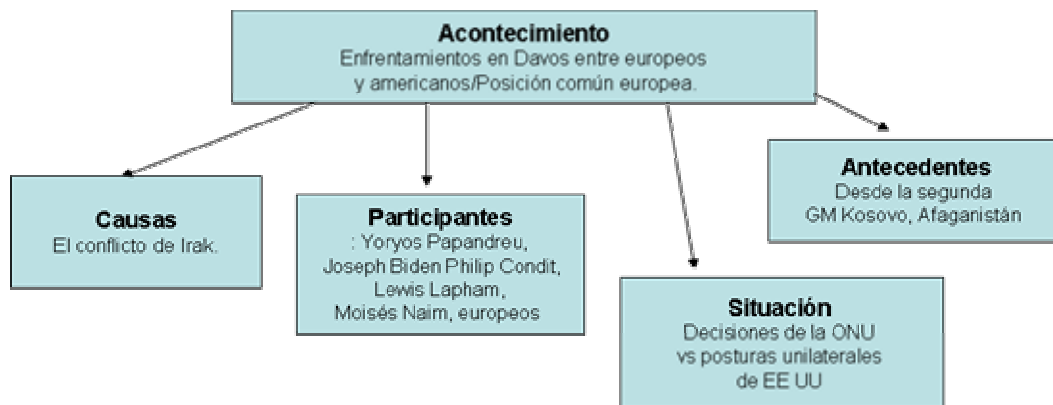 Acontecimiento
Enfrentamientos en Davos entre europeos
y americanos/Posición común europea.
Causas
El conflicto de Irak.
Participantes
: Yoryos Papandreu,
Joseph Biden Philip Condit,
Lewis Lapham,
Moisés Naim, europeos
Situación
Decisiones de la ONU
vs posturas unilaterales
de EE UU
Antecedentes
Desde la segunda
GM Kosovo, Afaganistán